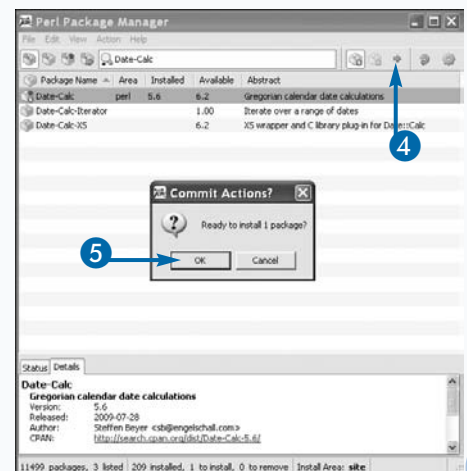 Perl Package Manager
File Edit View Action Help
Date-Calc
Package Name Area Installed Available Abstract
Date-Calc perl 5.6 6.2 Gregorian calendar date calculations
Date-Calc-Iterator 1.00 Iterate over a range of dates
Date-Calc-XS 6.2 XS wrapper and C library plug-in for Date::Calc
4
Commit Actions?
Ready to install 1 package?
5
OK Cancel
Status Details
Date-Calc
Gregorian calendar date calculations
Version: 5.6
Released: 2009-07-28
Author: Steffen Beyer <sb@engelschall.com>
CPAN: http://search.cpan.org/dist/Date-Calc-5.6/
11499 packages, 3 listed 209 installed, 1 to install, 0 to remove Install Area: site